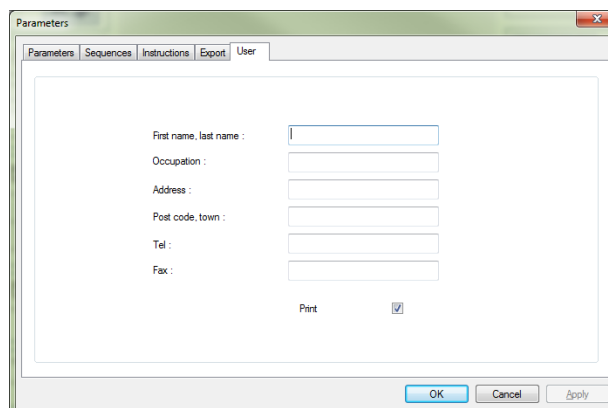 Parameters
Parameters Sequences Instructions Export User
First name, last name :
Occupation :
Address :
Post code, town :
Tel :
Fax :
Print
OK Cancel Apply